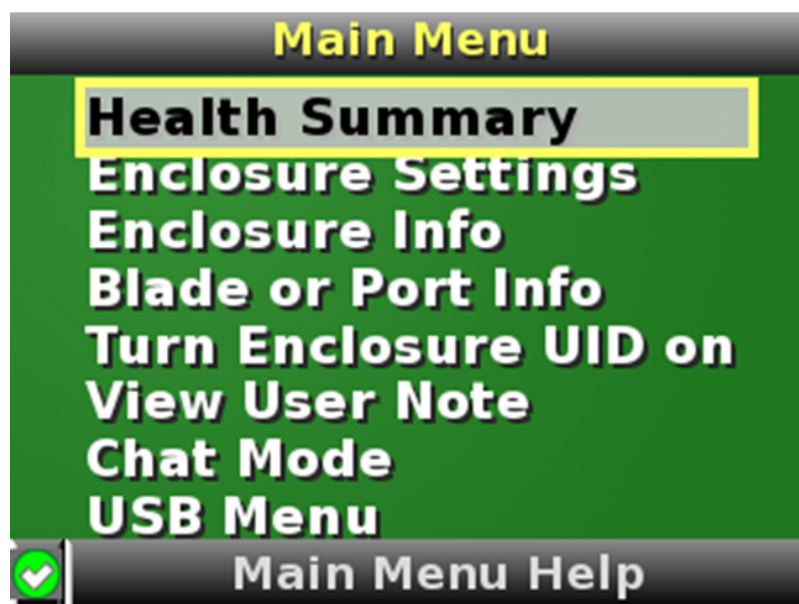 Main Menu
Health Summary
Enclosure Settings
Enclosure Info
Blade or Port Info
Turn Enclosure UID on
View User Note
Chat Mode
USB Menu
Main Menu Help